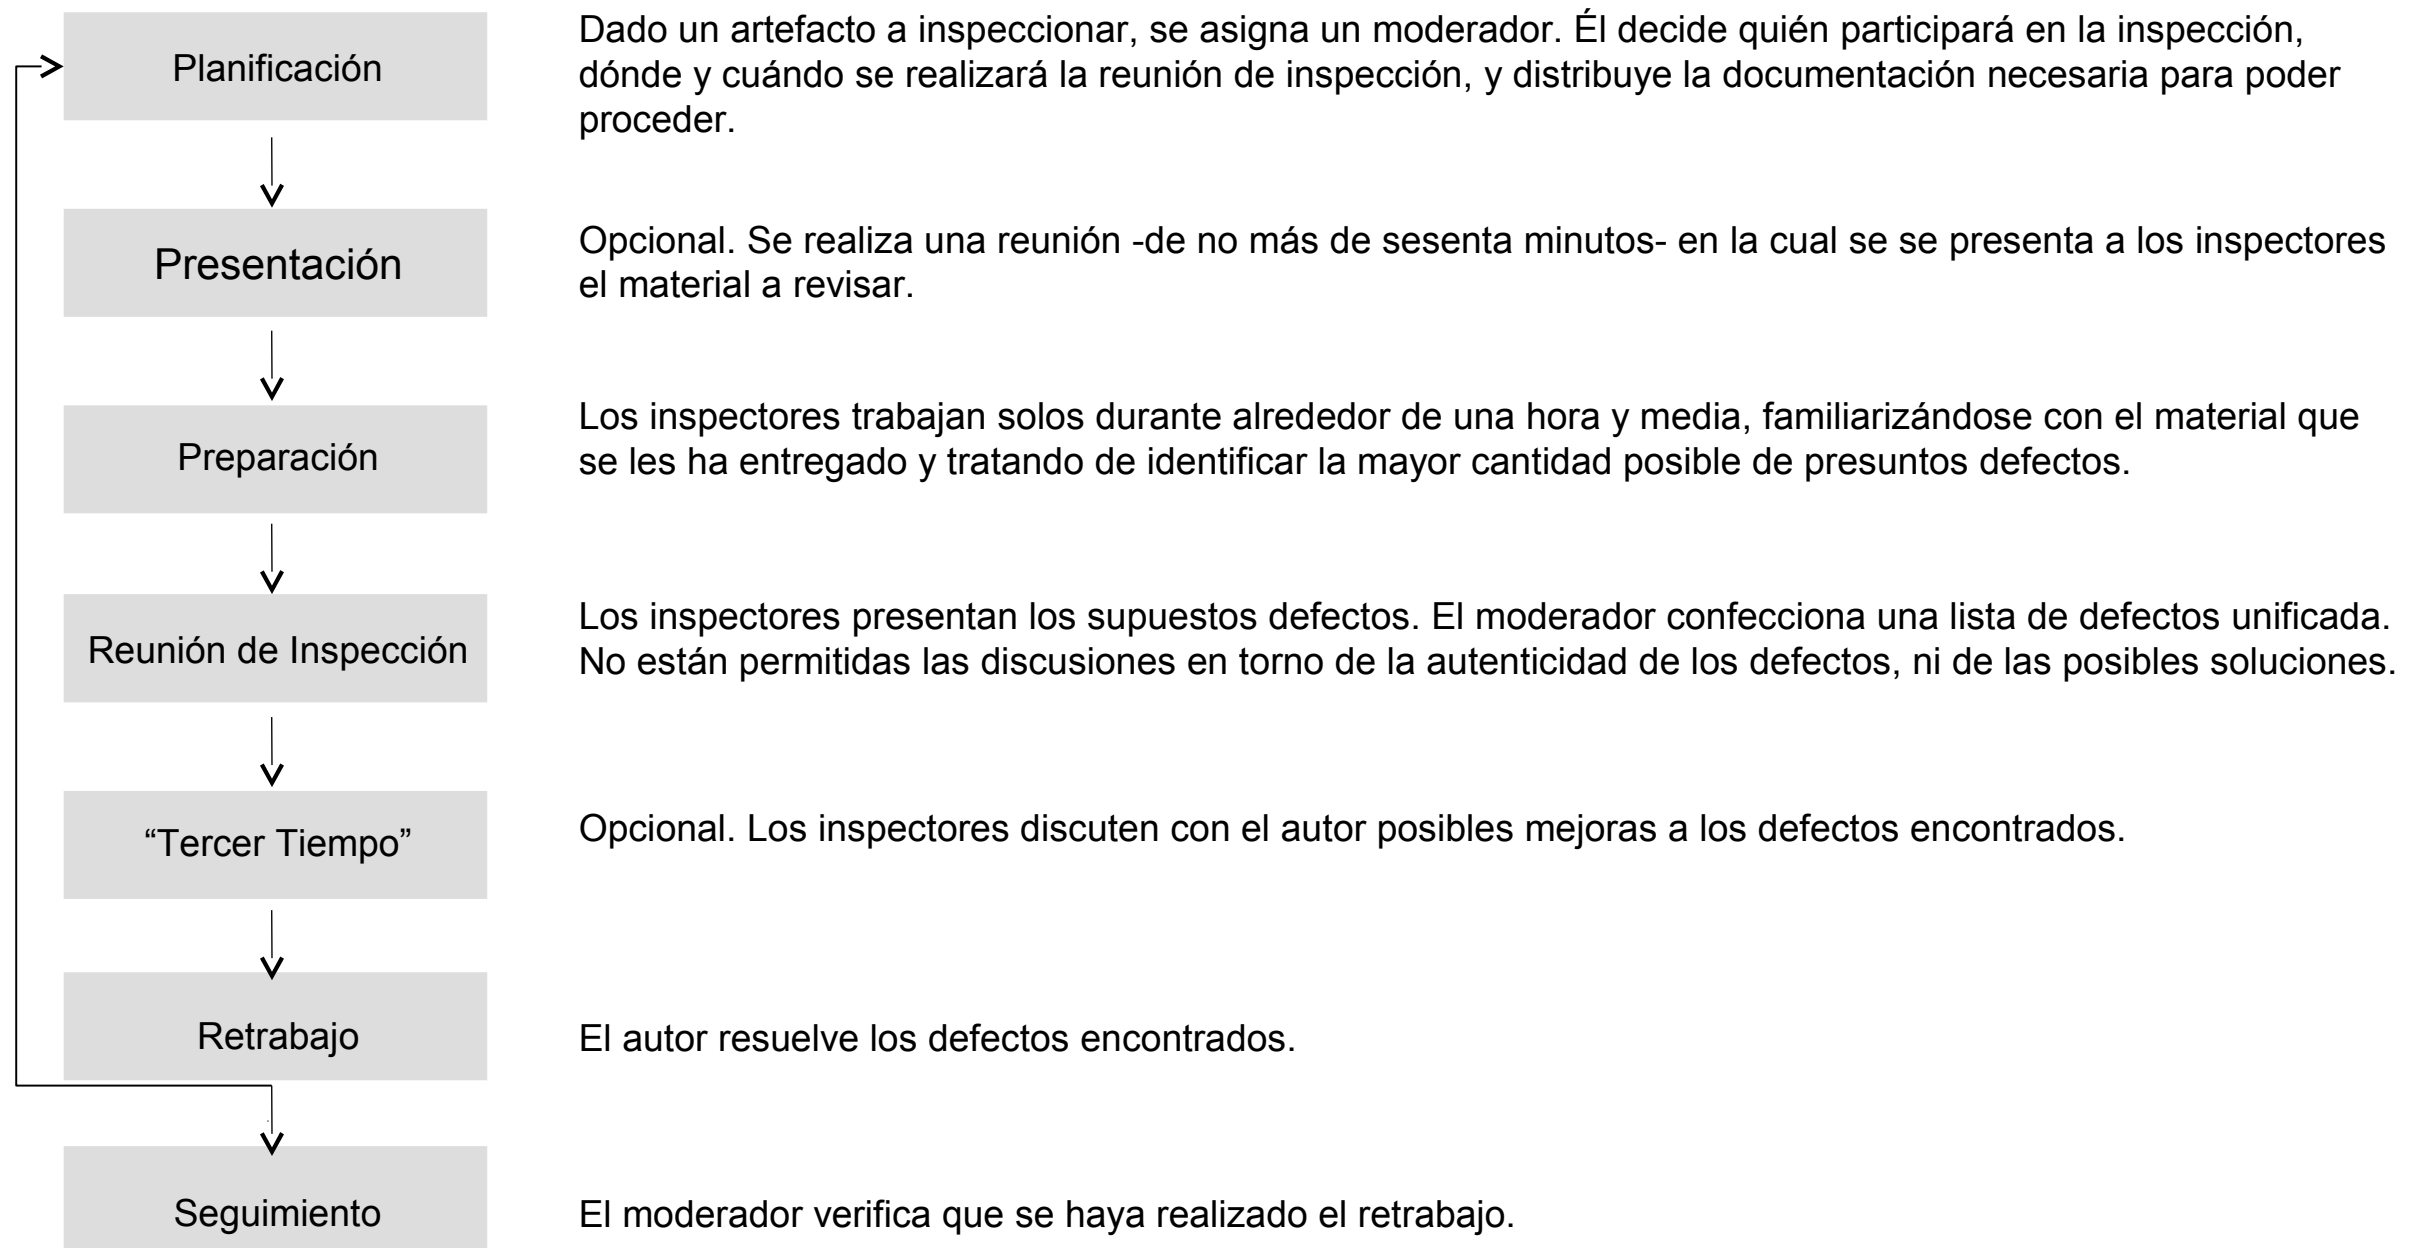 Planificación
Dado un artefacto a inspeccionar, se asigna un moderador. Él decide quién participará en la inspección,
dónde y cuándo se realizará la reunión de inspección, y distribuye la documentación necesaria para poder
proceder.
Presentación
Opcional. Se realiza una reunión -de no más de sesenta minutos- en la cual se se presenta a los inspectores
el material a revisar.
Preparación
Los inspectores trabajan solos durante alrededor de una hora y media, familiarizándose con el material que
se les ha entregado y tratando de identificar la mayor cantidad posible de presuntos defectos.
Reunión de Inspección
Los inspectores presentan los supuestos defectos. El moderador confecciona una lista de defectos unificada.
No están permitidas las discusiones en torno de la autenticidad de los defectos, ni de las posibles soluciones.
“Tercer Tiempo”
Opcional. Los inspectores discuten con el autor posibles mejoras a los defectos encontrados.
Retrabajo
El autor resuelve los defectos encontrados.
Seguimiento
El moderador verifica que se haya realizado el retrabajo.